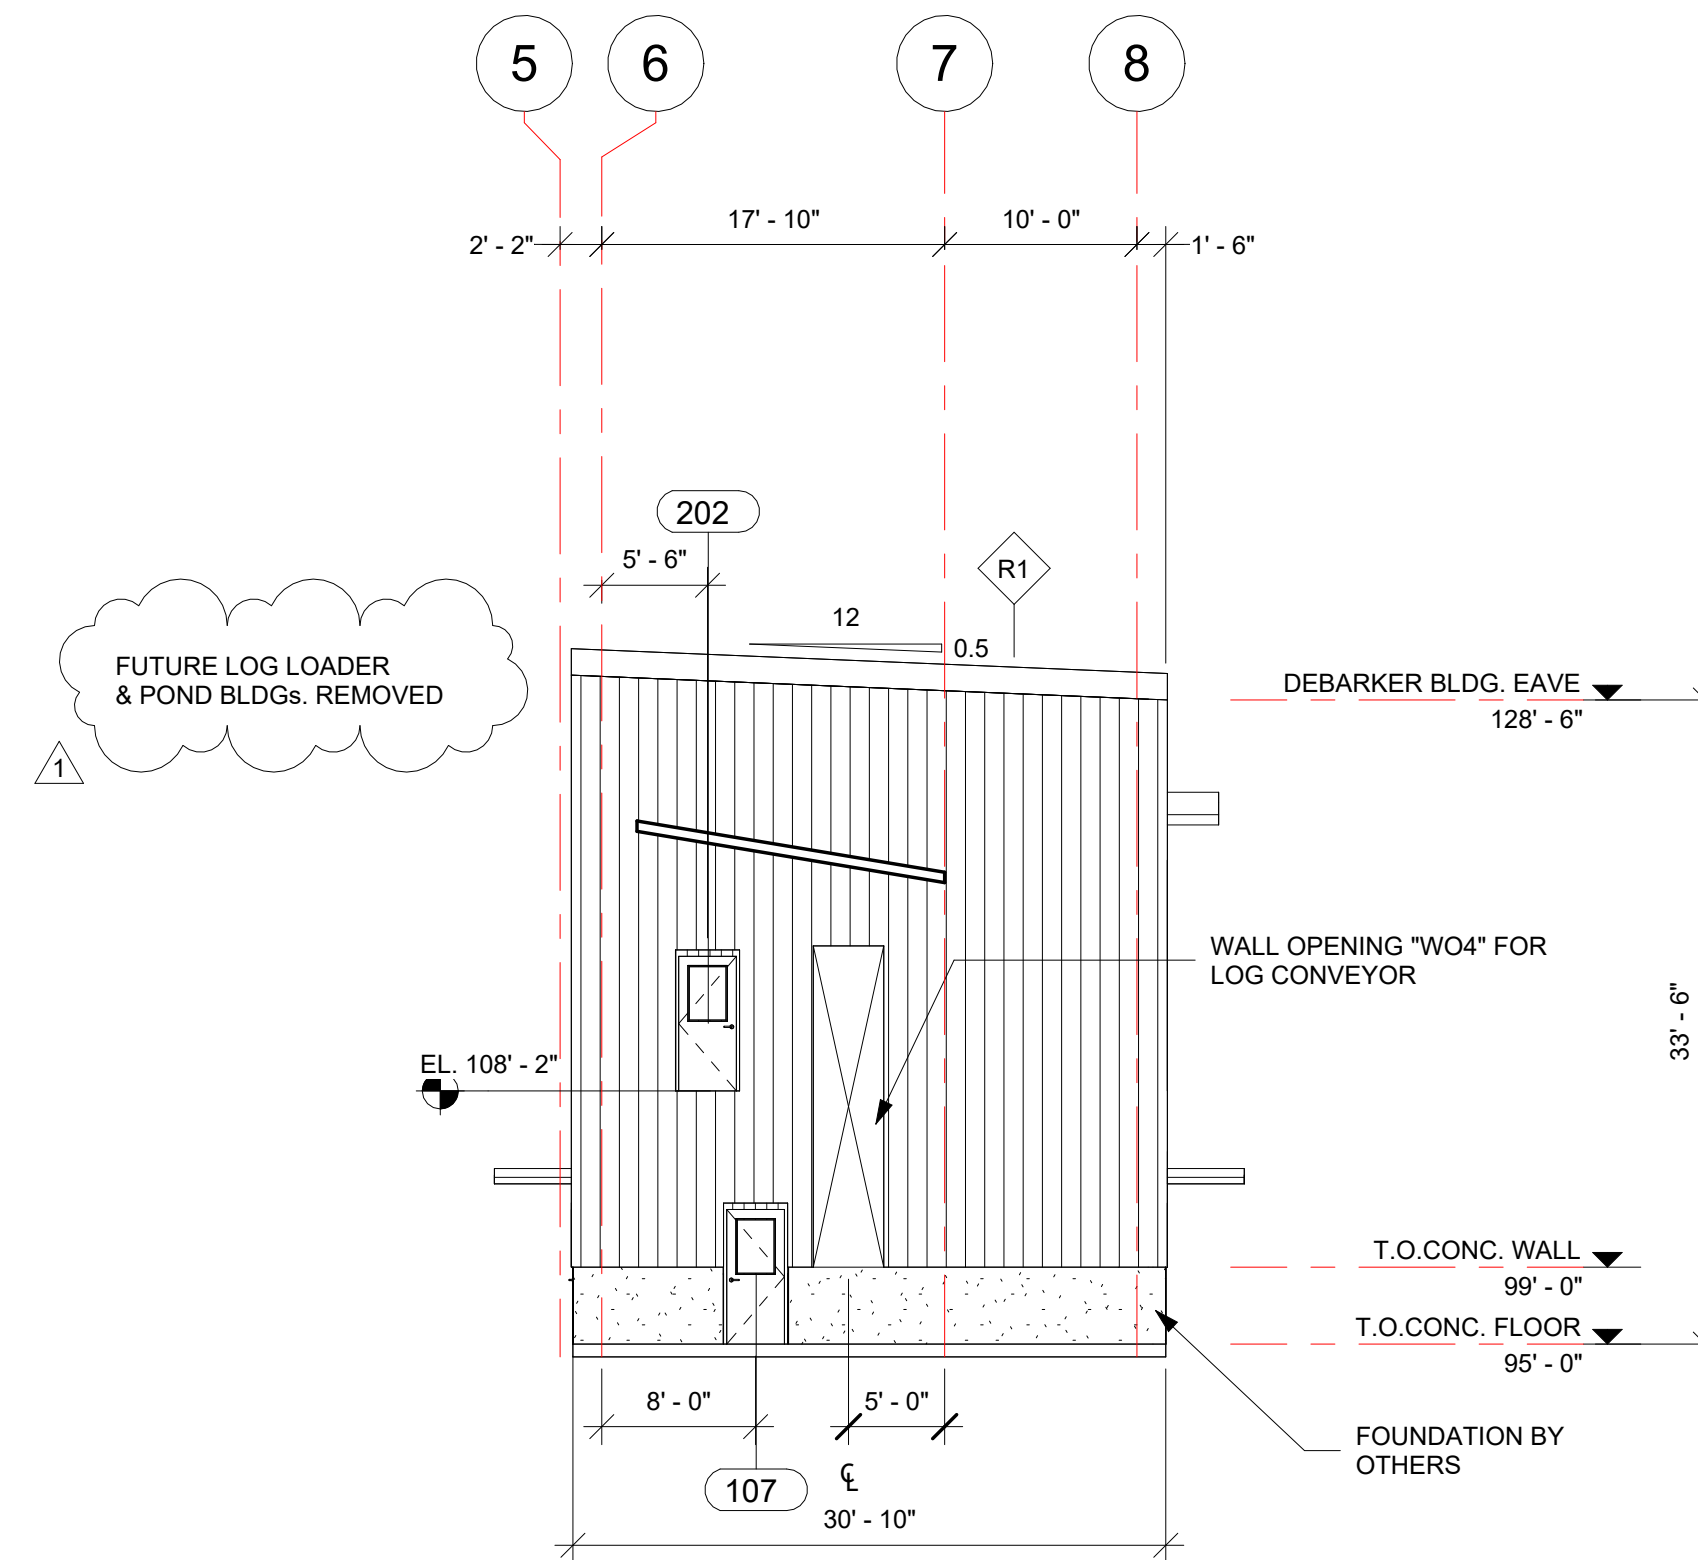 5 6 7 8
2' - 2" 17' - 10" 10' - 0" 1' - 6"
202
5' - 6"
R1
12
0.5
FUTURE LOG LOADER
& POND BLDGs. REMOVED
1
DEBARKER BLDG. EAVE
128' - 6"
WALL OPENING "WO4" FOR
LOG CONVEYOR
33' - 6"
EL. 108' - 2"
T.O.CONC. WALL
99' - 0"
T.O.CONC. FLOOR
95' - 0"
8' - 0" 5' - 0"
FOUNDATION BY
OTHERS
107
℄
30' - 10"